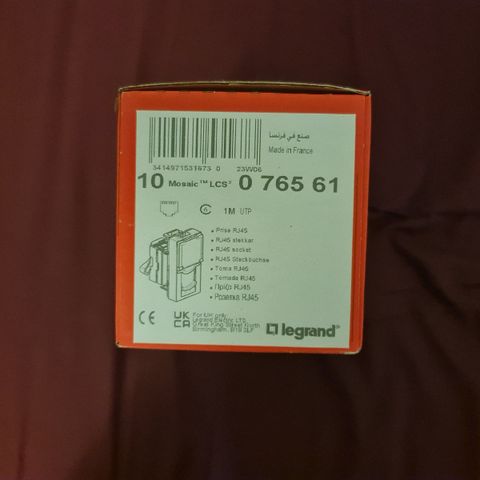 صنع في فرنسا
Made in France
3414971531673 0 23W06
10 Mosaic™ LCS² 0 765 61
6 1M UTP
• Prise RJ45
• RJ45 stekkar
• RJ45 socket
• RJ45 Steckbuchse
• Toma RJ45
• Tomada RJ45
• Πρίζα RJ45
• Розетка RJ45
CE UK CA
For UK only:
Legrand Electric LTD
Great King Street North
Birmingham, B19 2LF
legrand®